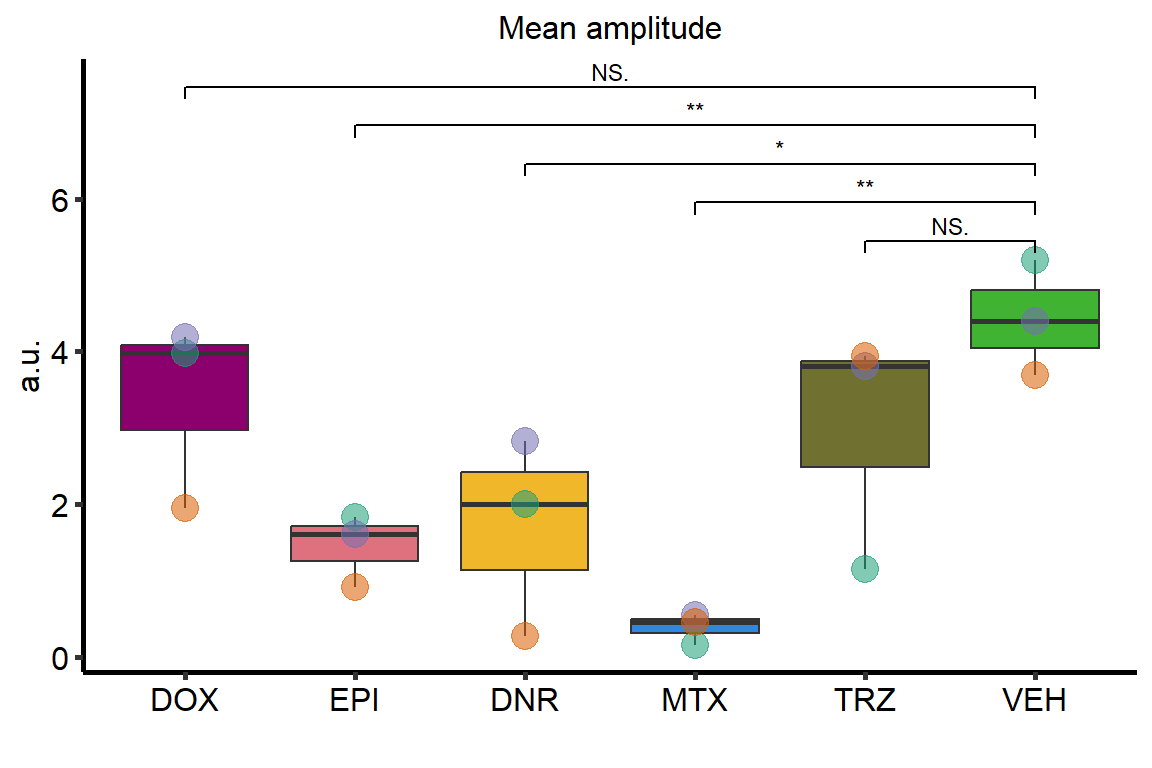 Mean amplitude
NS.
**
*
**
NS.
6
4
2
0
a.u.
DOX EPI DNR MTX TRZ VEH